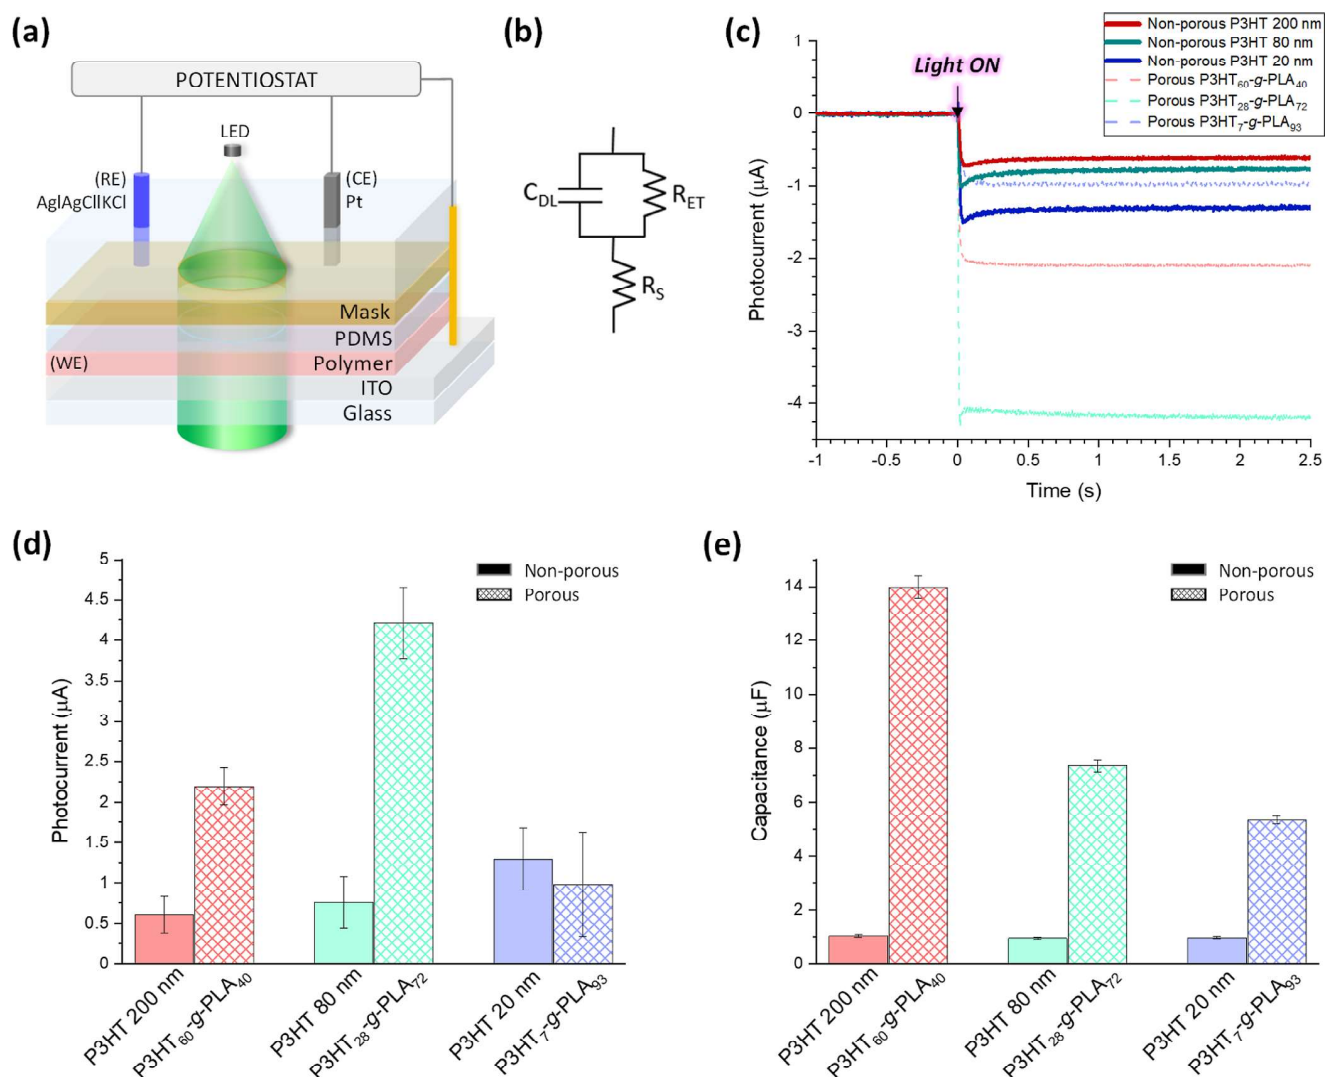 (a)
POTENTIOSTAT
LED
(RE)
Ag|AgCl|KCl
(CE)
Pt
Mask
PDMS
(WE)
Polymer
ITO
Glass
(b)
C_DL
R_ET
R_S
(c)
Non-porous P3HT 200 nm
Non-porous P3HT 80 nm
Non-porous P3HT 20 nm
Porous P3HT₆₀-g-PLA₄₀
Porous P3HT₂₈-g-PLA₇₂
Porous P3HT₇-g-PLA₉₃
Light ON
1
0
-1
-2
-3
-4
Photocurrent (μA)
-1 -0.5 0 0.5 1 1.5 2 2.5
Time (s)
(d)
Non-porous
Porous
5
4.5
4
3.5
3
2.5
2
1.5
1
0.5
0
Photocurrent (μA)
P3HT 200 nm
P3HT₆₀-g-PLA₄₀
P3HT 80 nm
P3HT₂₈-g-PLA₇₂
P3HT 20 nm
P3HT₇-g-PLA₉₃
(e)
Non-porous
Porous
14
12
10
8
6
4
2
0
Capacitance (μF)
P3HT 200 nm
P3HT₆₀-g-PLA₄₀
P3HT 80 nm
P3HT₂₈-g-PLA₇₂
P3HT 20 nm
P3HT₇-g-PLA₉₃